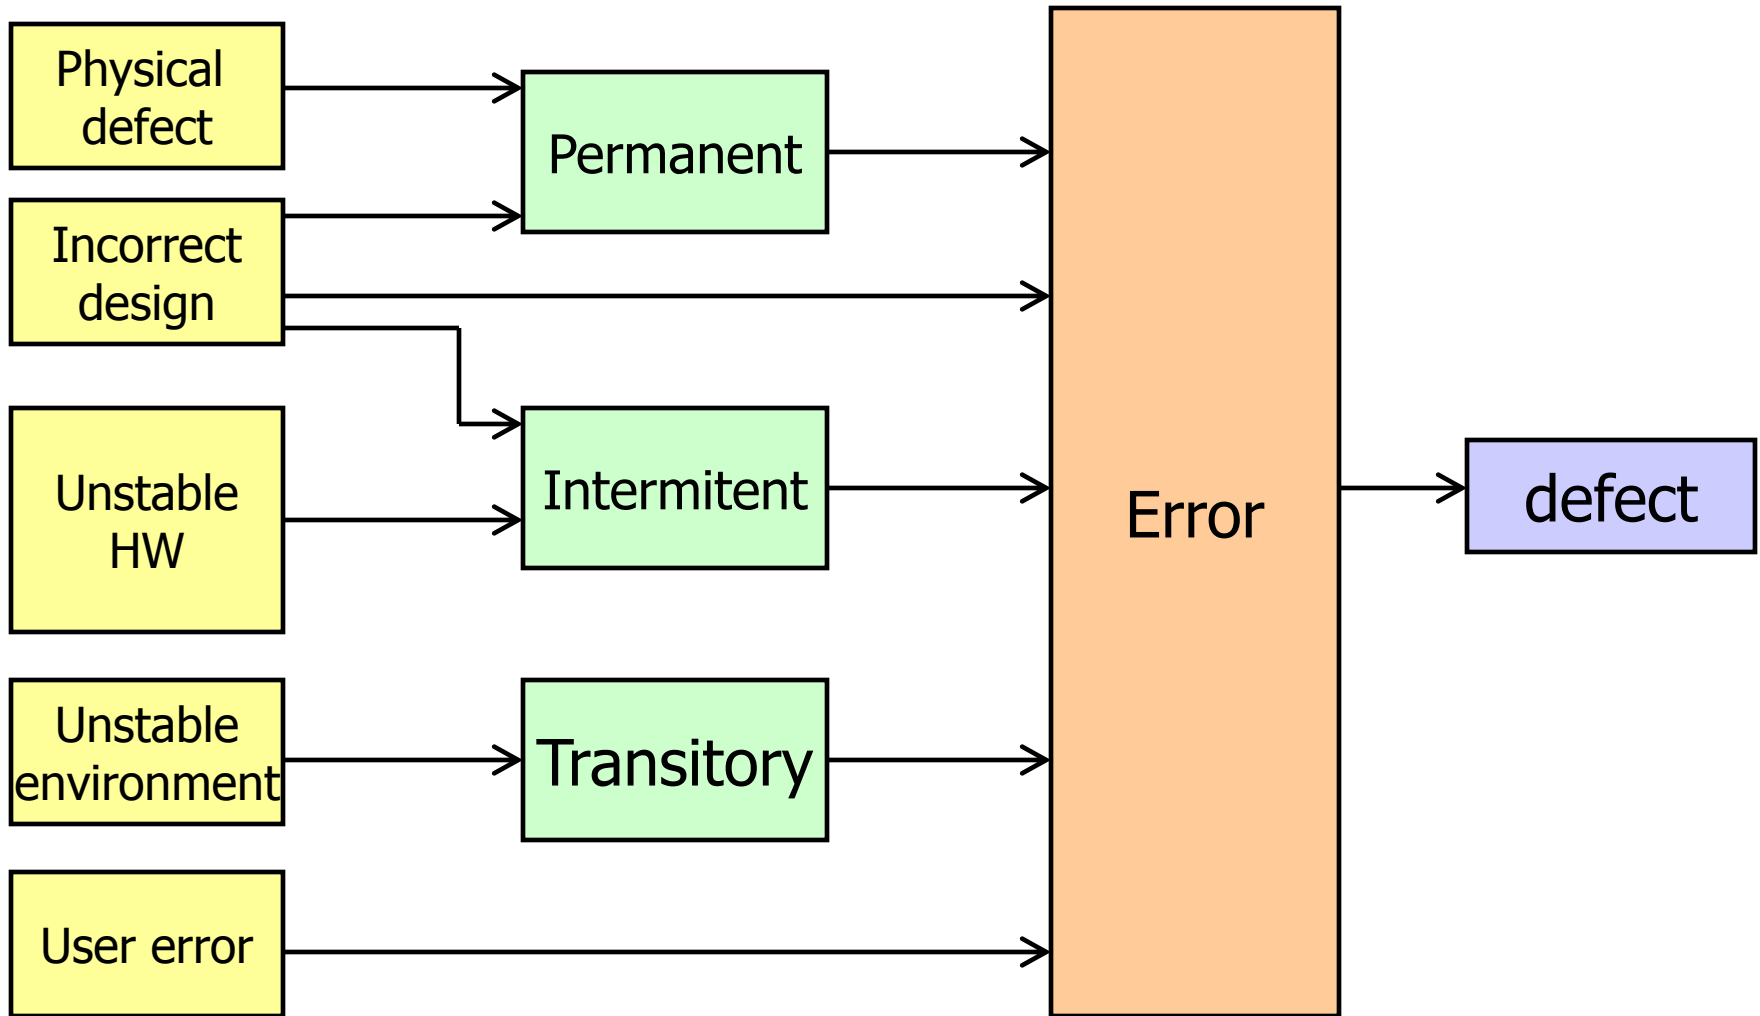 Physical
defect
Permanent
Incorrect
design
Unstable
HW
Intermitent
Error
defect
Unstable
environment
Transitory
User error